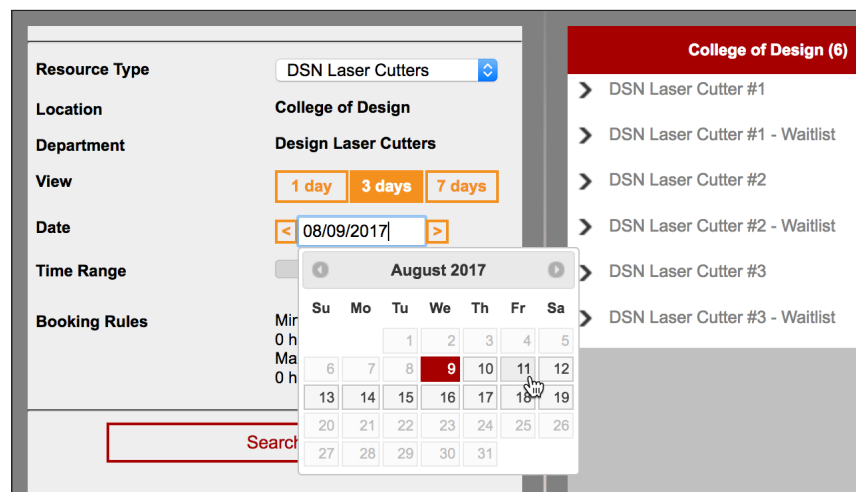 Resource Type DSN Laser Cutters
Location College of Design
Department Design Laser Cutters
View 1 day 3 days 7 days
Date < 08/09/2017 >
Time Range
Booking Rules Mir
0 h
Ma
0 h
Search
August 2017
Su Mo Tu We Th Fr Sa
1 2 3 4 5
6 7 8 9 10 11 12
13 14 15 16 17 18 19
20 21 22 23 24 25 26
27 28 29 30 31
College of Design (6)
DSN Laser Cutter #1
DSN Laser Cutter #1 - Waitlist
DSN Laser Cutter #2
DSN Laser Cutter #2 - Waitlist
DSN Laser Cutter #3
DSN Laser Cutter #3 - Waitlist